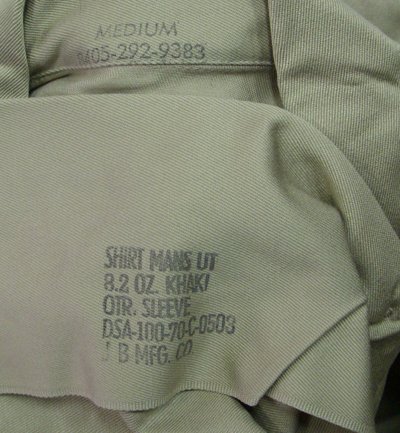 MEDIUM
8405-292-9383
SHIRT MANS UT
8.2 OZ. KHAKI
QTR. SLEEVE
DSA-100-70-C-0503
J B MFG. CO